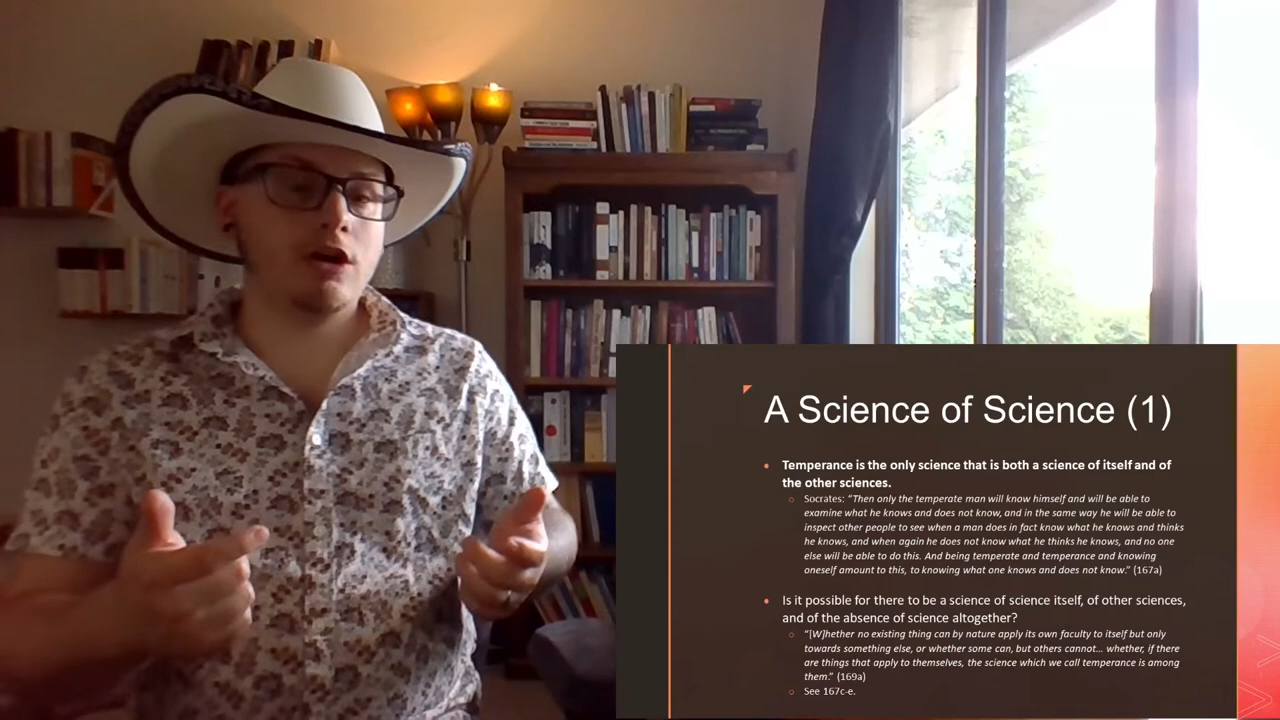 A Science of Science (1)
Temperance is the only science that is both a science of itself and of
the other sciences.
Socrates: “Then only the temperate man will know himself and will be able to
examine what he knows and does not know, and in the same way he will be able to
inspect other people to see when a man does in fact know what he knows and thinks
he knows, and when again he does not know what he thinks he knows, and no one
else will be able to do this. And being temperate and temperance and knowing
oneself amount to this, to knowing what one knows and does not know.” (167a)
Is it possible for there to be a science of science itself, of other sciences,
and of the absence of science altogether?
“[W]hether no existing thing can by nature apply its own faculty to itself but only
towards something else, or whether some can, but others cannot… whether, if there
are things that apply to themselves, the science which we call temperance is among
them.” (169a)
See 167c-e.